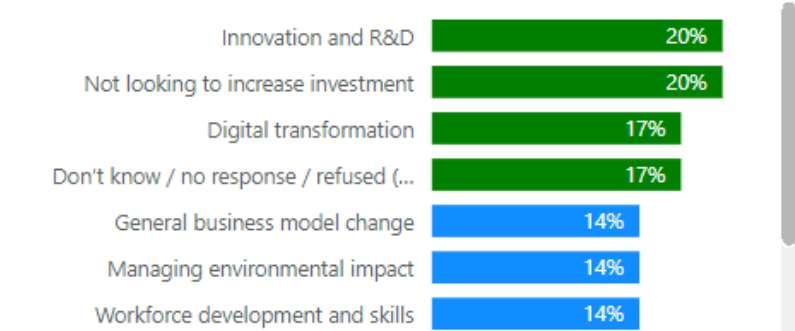 Innovation and R&D 20%
Not looking to increase investment 20%
Digital transformation 17%
Don't know / no response / refused (... 17%
General business model change 14%
Managing environmental impact 14%
Workforce development and skills 14%